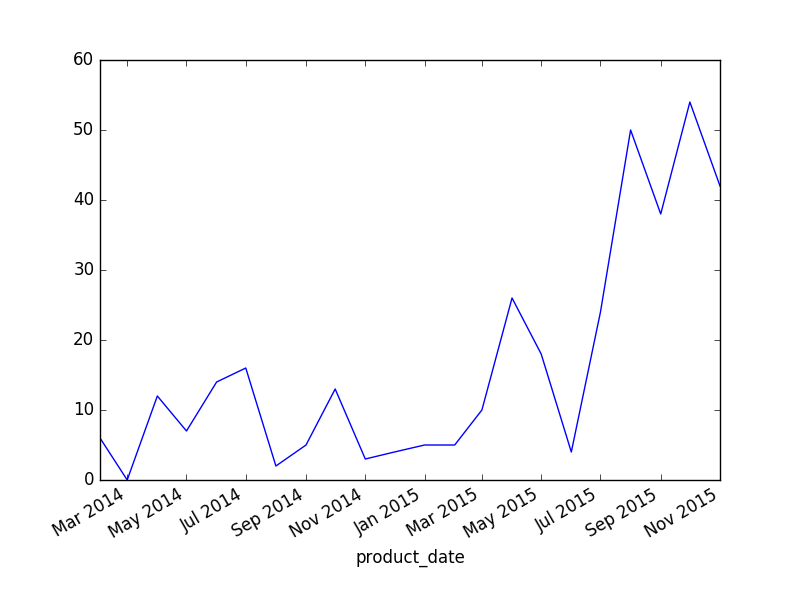 60
50
40
30
20
10
0
Mar 2014
May 2014
Jul 2014
Sep 2014
Nov 2014
Jan 2015
Mar 2015
May 2015
Jul 2015
Sep 2015
Nov 2015
product_date